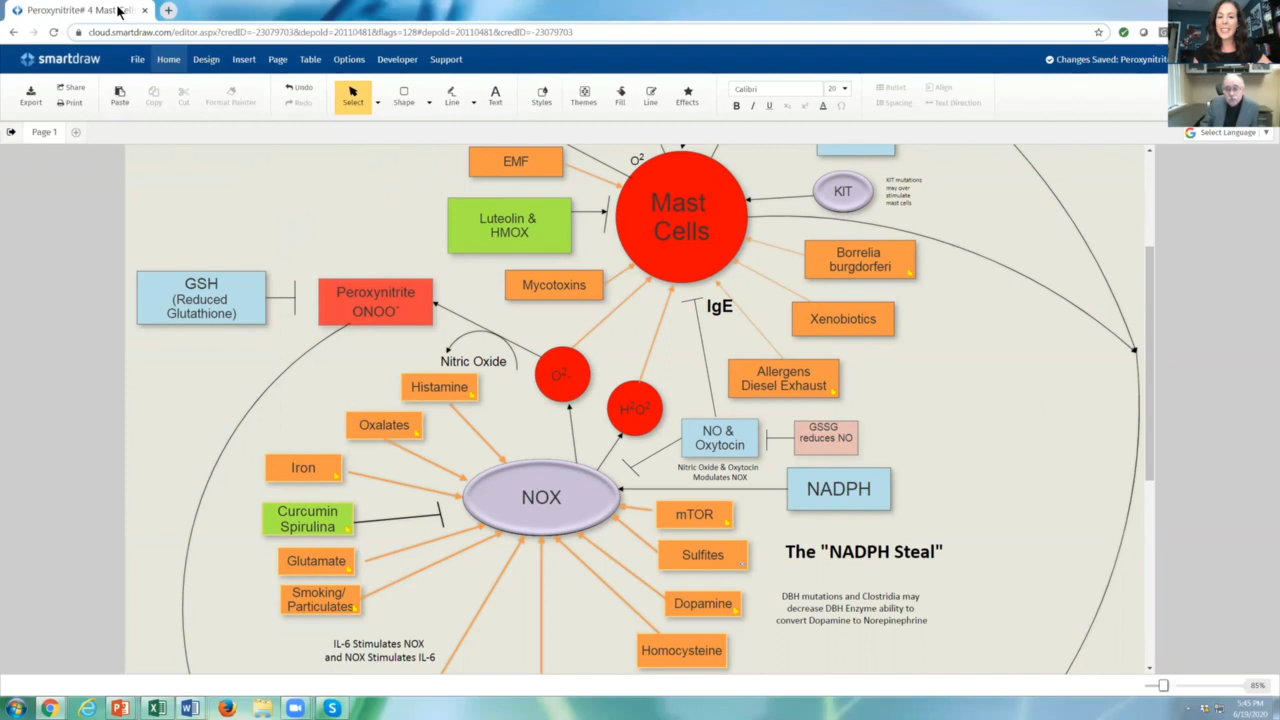 Peroxynitrite# 4 Mast Cells
cloud.smartdraw.com/editor.aspx?credID=-23079703&depoId=20110481&flags=128#depoId=20110481&credID=-23079703
smartdraw
File
Home
Design
Insert
Page
Table
Options
Developer
Support
Changes Saved: Peroxynitrite
Export
Share
Print
Paste
Copy
Cut
Format Painter
Undo
Redo
Select
Shape
Line
Text
Styles
Themes
Fill
Line
Effects
Calibri
20
B I U
Bullet
Align
Spacing
Text Direction
Page 1
Select Language
EMF
O2
Mast
Cells
KIT
KIT mutations
may over
stimulate
mast cells
Luteolin &
HMOX
Borrelia
burgdorferi
GSH
(Reduced
Glutathione)
Peroxynitrite
ONOO-
Mycotoxins
IgE
Xenobiotics
Nitric Oxide
O2-
Allergens
Diesel Exhaust
Histamine
H2O2
Oxalates
NO &
Oxytocin
GSSG
reduces NO
Nitric Oxide & Oxytocin
Modulates NOX
Iron
NOX
NADPH
Curcumin
Spirulina
mTOR
Glutamate
Sulfites
The "NADPH Steal"
Smoking/
Particulates
Dopamine
DBH mutations and Clostridia may
decrease DBH Enzyme ability to
convert Dopamine to Norepinephrine
IL-6 Stimulates NOX
and NOX Stimulates IL-6
Homocysteine
85%
5:45 PM
6/19/2020